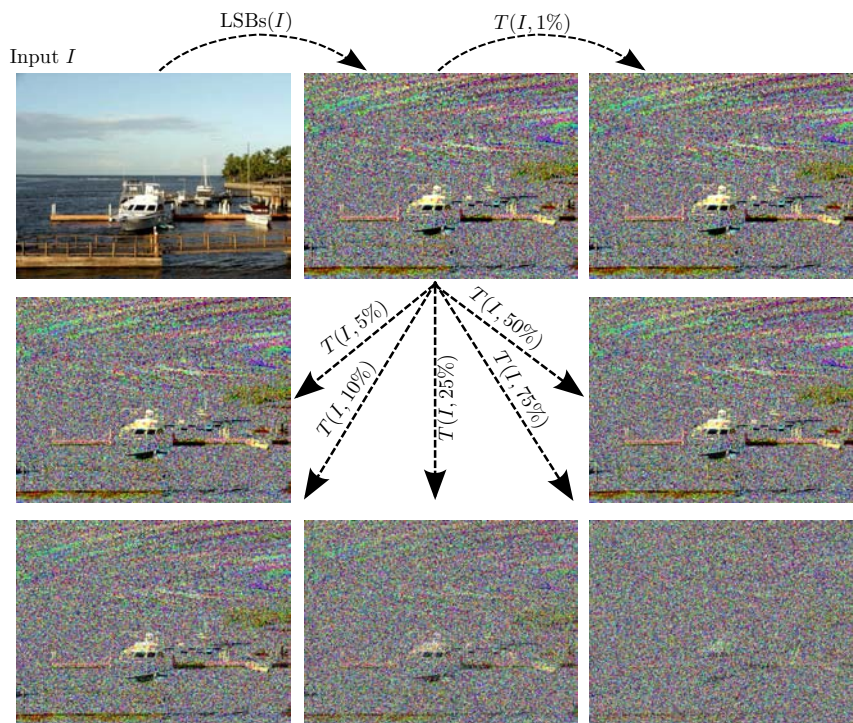 LSBs(I)
T(I, 1%)
Input I
T(I, 5%)
T(I, 10%)
T(I, 25%)
T(I, 50%)
T(I, 75%)